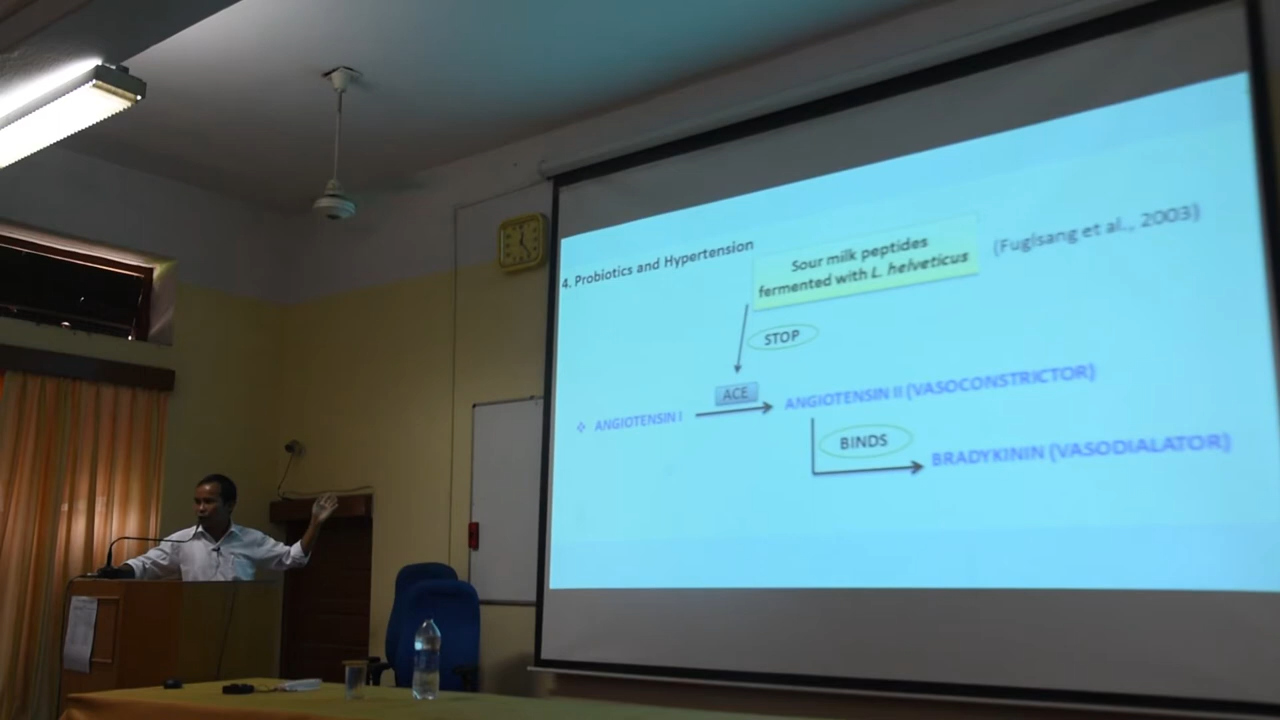 4. Probiotics and Hypertension
Sour milk peptides
fermented with L. helveticus
(Fuglsang et al., 2003)
STOP
ACE
❖ ANGIOTENSIN I
ANGIOTENSIN II (VASOCONSTRICTOR)
BINDS
BRADYKININ (VASODIALATOR)